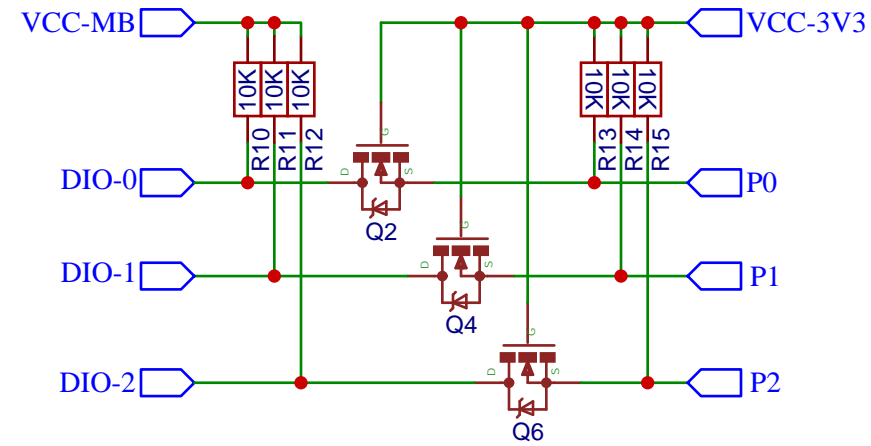 VCC-MB VCC-3V3
10K 10K 10K 10K 10K 10K
R10 R11 R12 R13 R14 R15
G
DIO-0 D S P0
Q2
G
DIO-1 D S P1
Q4
G
DIO-2 D S P2
Q6